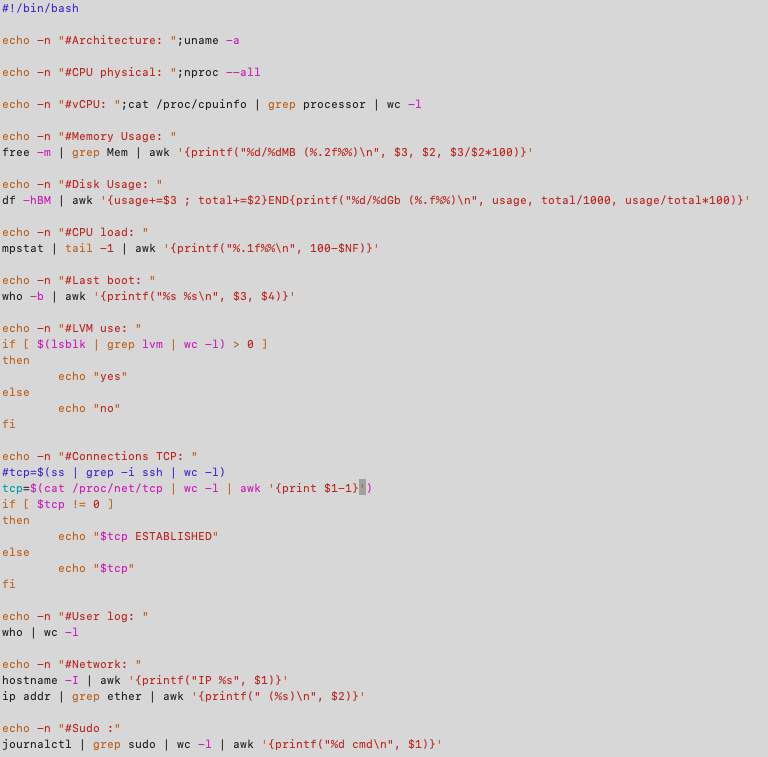 #!/bin/bash
echo -n "#Architecture: ";uname -a
echo -n "#CPU physical: ";nproc --all
echo -n "#vCPU: ";cat /proc/cpuinfo | grep processor | wc -l
echo -n "#Memory Usage: "
free -m | grep Mem | awk '{printf("%d/%dMB (%.2f%%)\n", $3, $2, $3/$2*100)}'
echo -n "#Disk Usage: "
df -hBM | awk '{usage+=$3 ; total+=$2}END{printf("%d/%dGb (%.f%%)\n", usage, total/1000, usage/total*100)}'
echo -n "#CPU load: "
mpstat | tail -1 | awk '{printf("%.1f%%\n", 100-$NF)}'
echo -n "#Last boot: "
who -b | awk '{printf("%s %s\n", $3, $4)}'
echo -n "#LVM use: "
if [ $(lsblk | grep lvm | wc -l) > 0 ]
then
        echo "yes"
else
        echo "no"
fi
echo -n "#Connections TCP: "
#tcp=$(ss | grep -i ssh | wc -l)
tcp=$(cat /proc/net/tcp | wc -l | awk '{print $1-1}')
if [ $tcp != 0 ]
then
        echo "$tcp ESTABLISHED"
else
        echo "$tcp"
fi
echo -n "#User log: "
who | wc -l
echo -n "#Network: "
hostname -I | awk '{printf("IP %s", $1)}'
ip addr | grep ether | awk '{printf(" (%s)\n", $2)}'
echo -n "#Sudo :"
journalctl | grep sudo | wc -l | awk '{printf("%d cmd\n", $1)}'